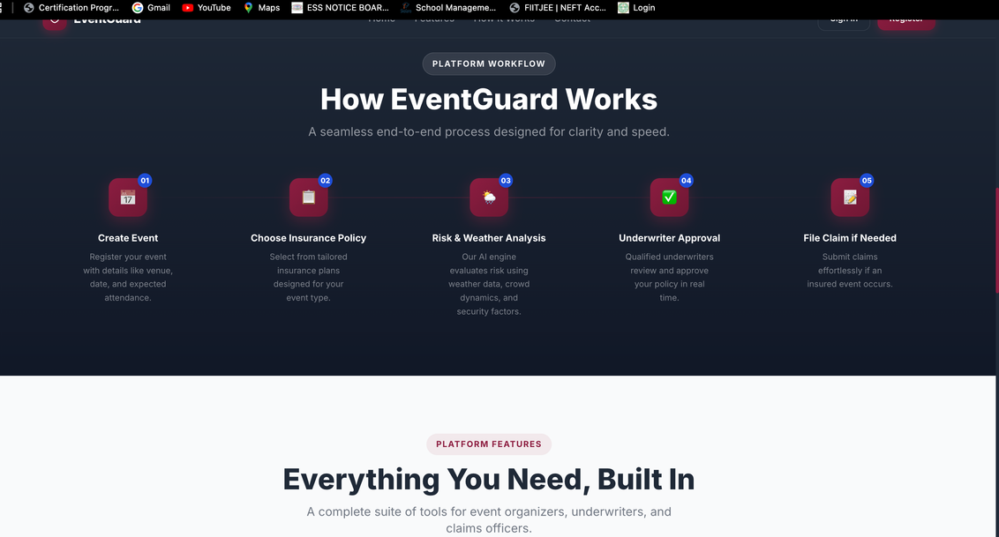 Certification Progr...
Gmail
YouTube
Maps
ESS NOTICE BOAR...
School Manageme...
FIITJEE | NEFT Acc...
Login
EventGuard
Home
Features
How It Works
Contact
Sign In
Register
PLATFORM WORKFLOW
How EventGuard Works
A seamless end-to-end process designed for clarity and speed.
17
01
Create Event
Register your event
with details like venue,
date, and expected
attendance.
02
Choose Insurance Policy
Select from tailored
insurance plans
designed for your
event type.
03
Risk & Weather Analysis
Our AI engine
evaluates risk using
weather data, crowd
dynamics, and
security factors.
04
Underwriter Approval
Qualified underwriters
review and approve
your policy in real
time.
05
File Claim if Needed
Submit claims
effortlessly if an
insured event occurs.
PLATFORM FEATURES
Everything You Need, Built In
A complete suite of tools for event organizers, underwriters, and
claims officers.